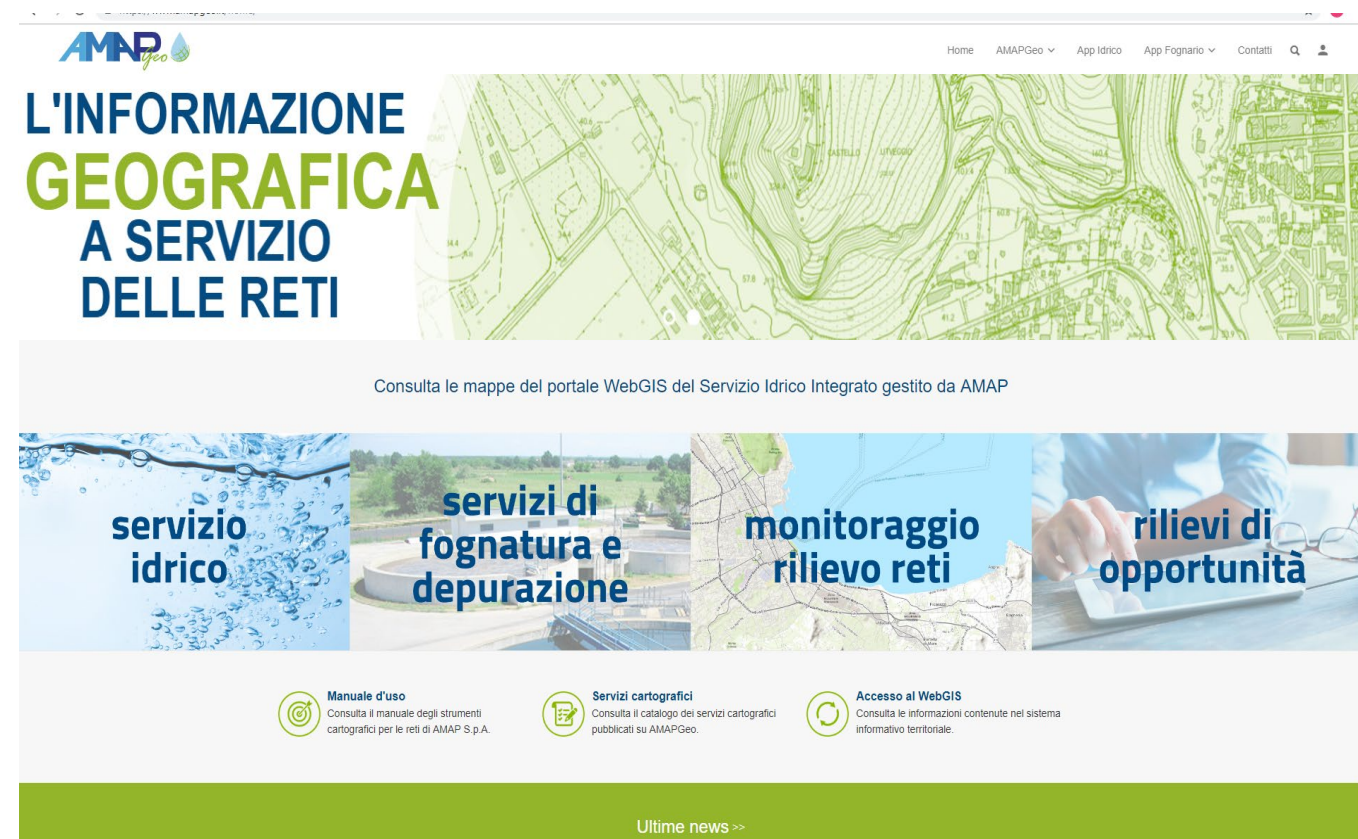 AMAP Geo
Home AMAPGeo App Idrico App Fognario Contatti
L'INFORMAZIONE
GEOGRAFICA
A SERVIZIO
DELLE RETI
CASTELLO UTVEGGIO
Consulta le mappe del portale WebGIS del Servizio Idrico Integrato gestito da AMAP
servizio
idrico
servizi di
fognatura e
depurazione
monitoraggio
rilievo reti
rilievi di
opportunità
Manuale d'uso
Consulta il manuale degli strumenti
cartografici per le reti di AMAP S.p.A.
Servizi cartografici
Consulta il catalogo dei servizi cartografici
pubblicati su AMAPGeo.
Accesso al WebGIS
Consulta le informazioni contenute nel sistema
informativo territoriale.
Ultime news >>